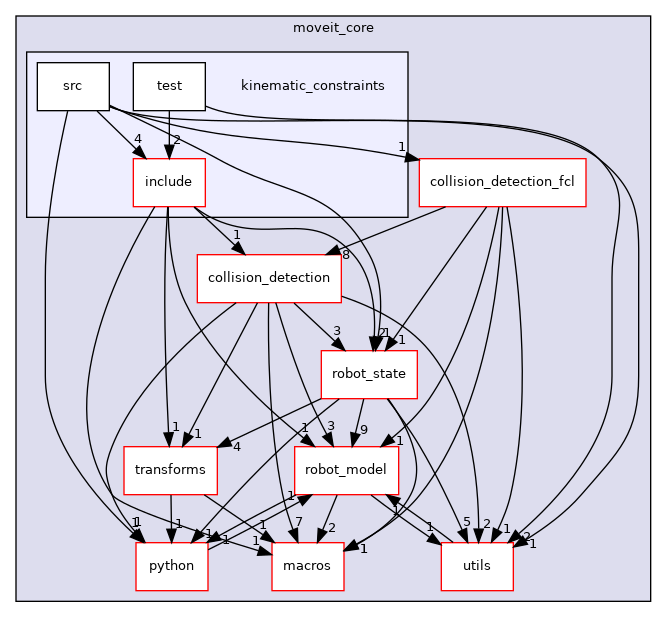 moveit_core
src
test
kinematic_constraints
4
2
1
include
collision_detection_fcl
1
8
collision_detection
3
2
1
1
robot_state
1
1
4
1
3
9
1
transforms
robot_model
1
1
1
1
1
1
1
1
7
2
1
1
1
5
2
1
2
1
python
macros
utils